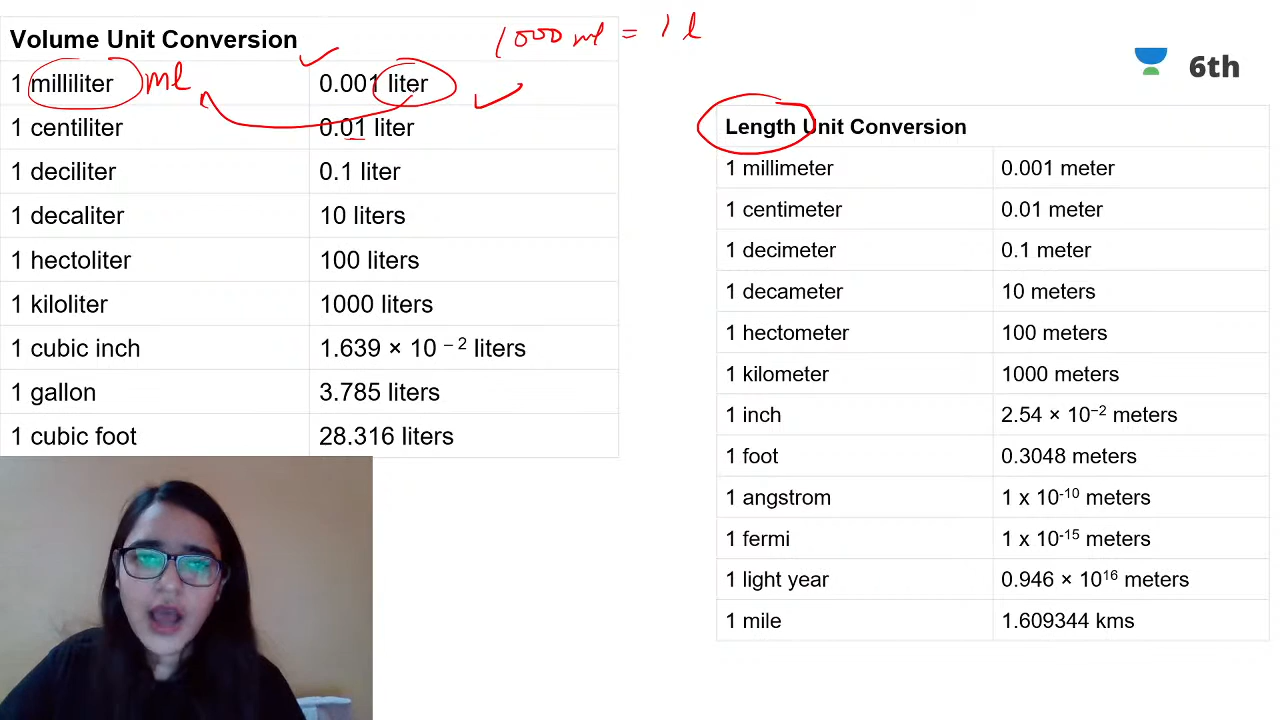 Volume Unit Conversion
1000 ml = 1 l
1 milliliter ml 0.001 liter
1 centiliter 0.01 liter
1 deciliter 0.1 liter
1 decaliter 10 liters
1 hectoliter 100 liters
1 kiloliter 1000 liters
1 cubic inch 1.639 × 10 ⁻ ² liters
1 gallon 3.785 liters
1 cubic foot 28.316 liters
6th
Length Unit Conversion
1 millimeter 0.001 meter
1 centimeter 0.01 meter
1 decimeter 0.1 meter
1 decameter 10 meters
1 hectometer 100 meters
1 kilometer 1000 meters
1 inch 2.54 × 10⁻² meters
1 foot 0.3048 meters
1 angstrom 1 x 10⁻¹⁰ meters
1 fermi 1 x 10⁻¹⁵ meters
1 light year 0.946 × 10¹⁶ meters
1 mile 1.609344 kms